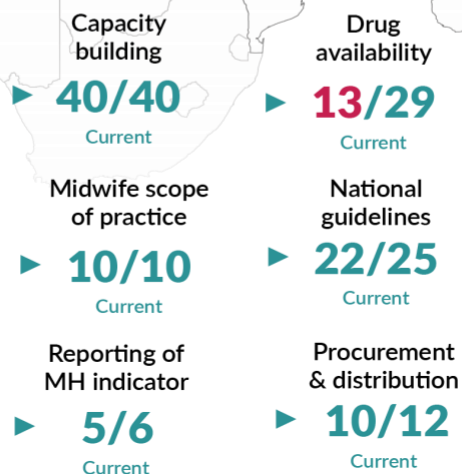 Capacity
building
40/40
Current
Drug
availability
13/29
Current
Midwife scope
of practice
10/10
Current
National
guidelines
22/25
Current
Reporting of
MH indicator
5/6
Current
Procurement
& distribution
10/12
Current